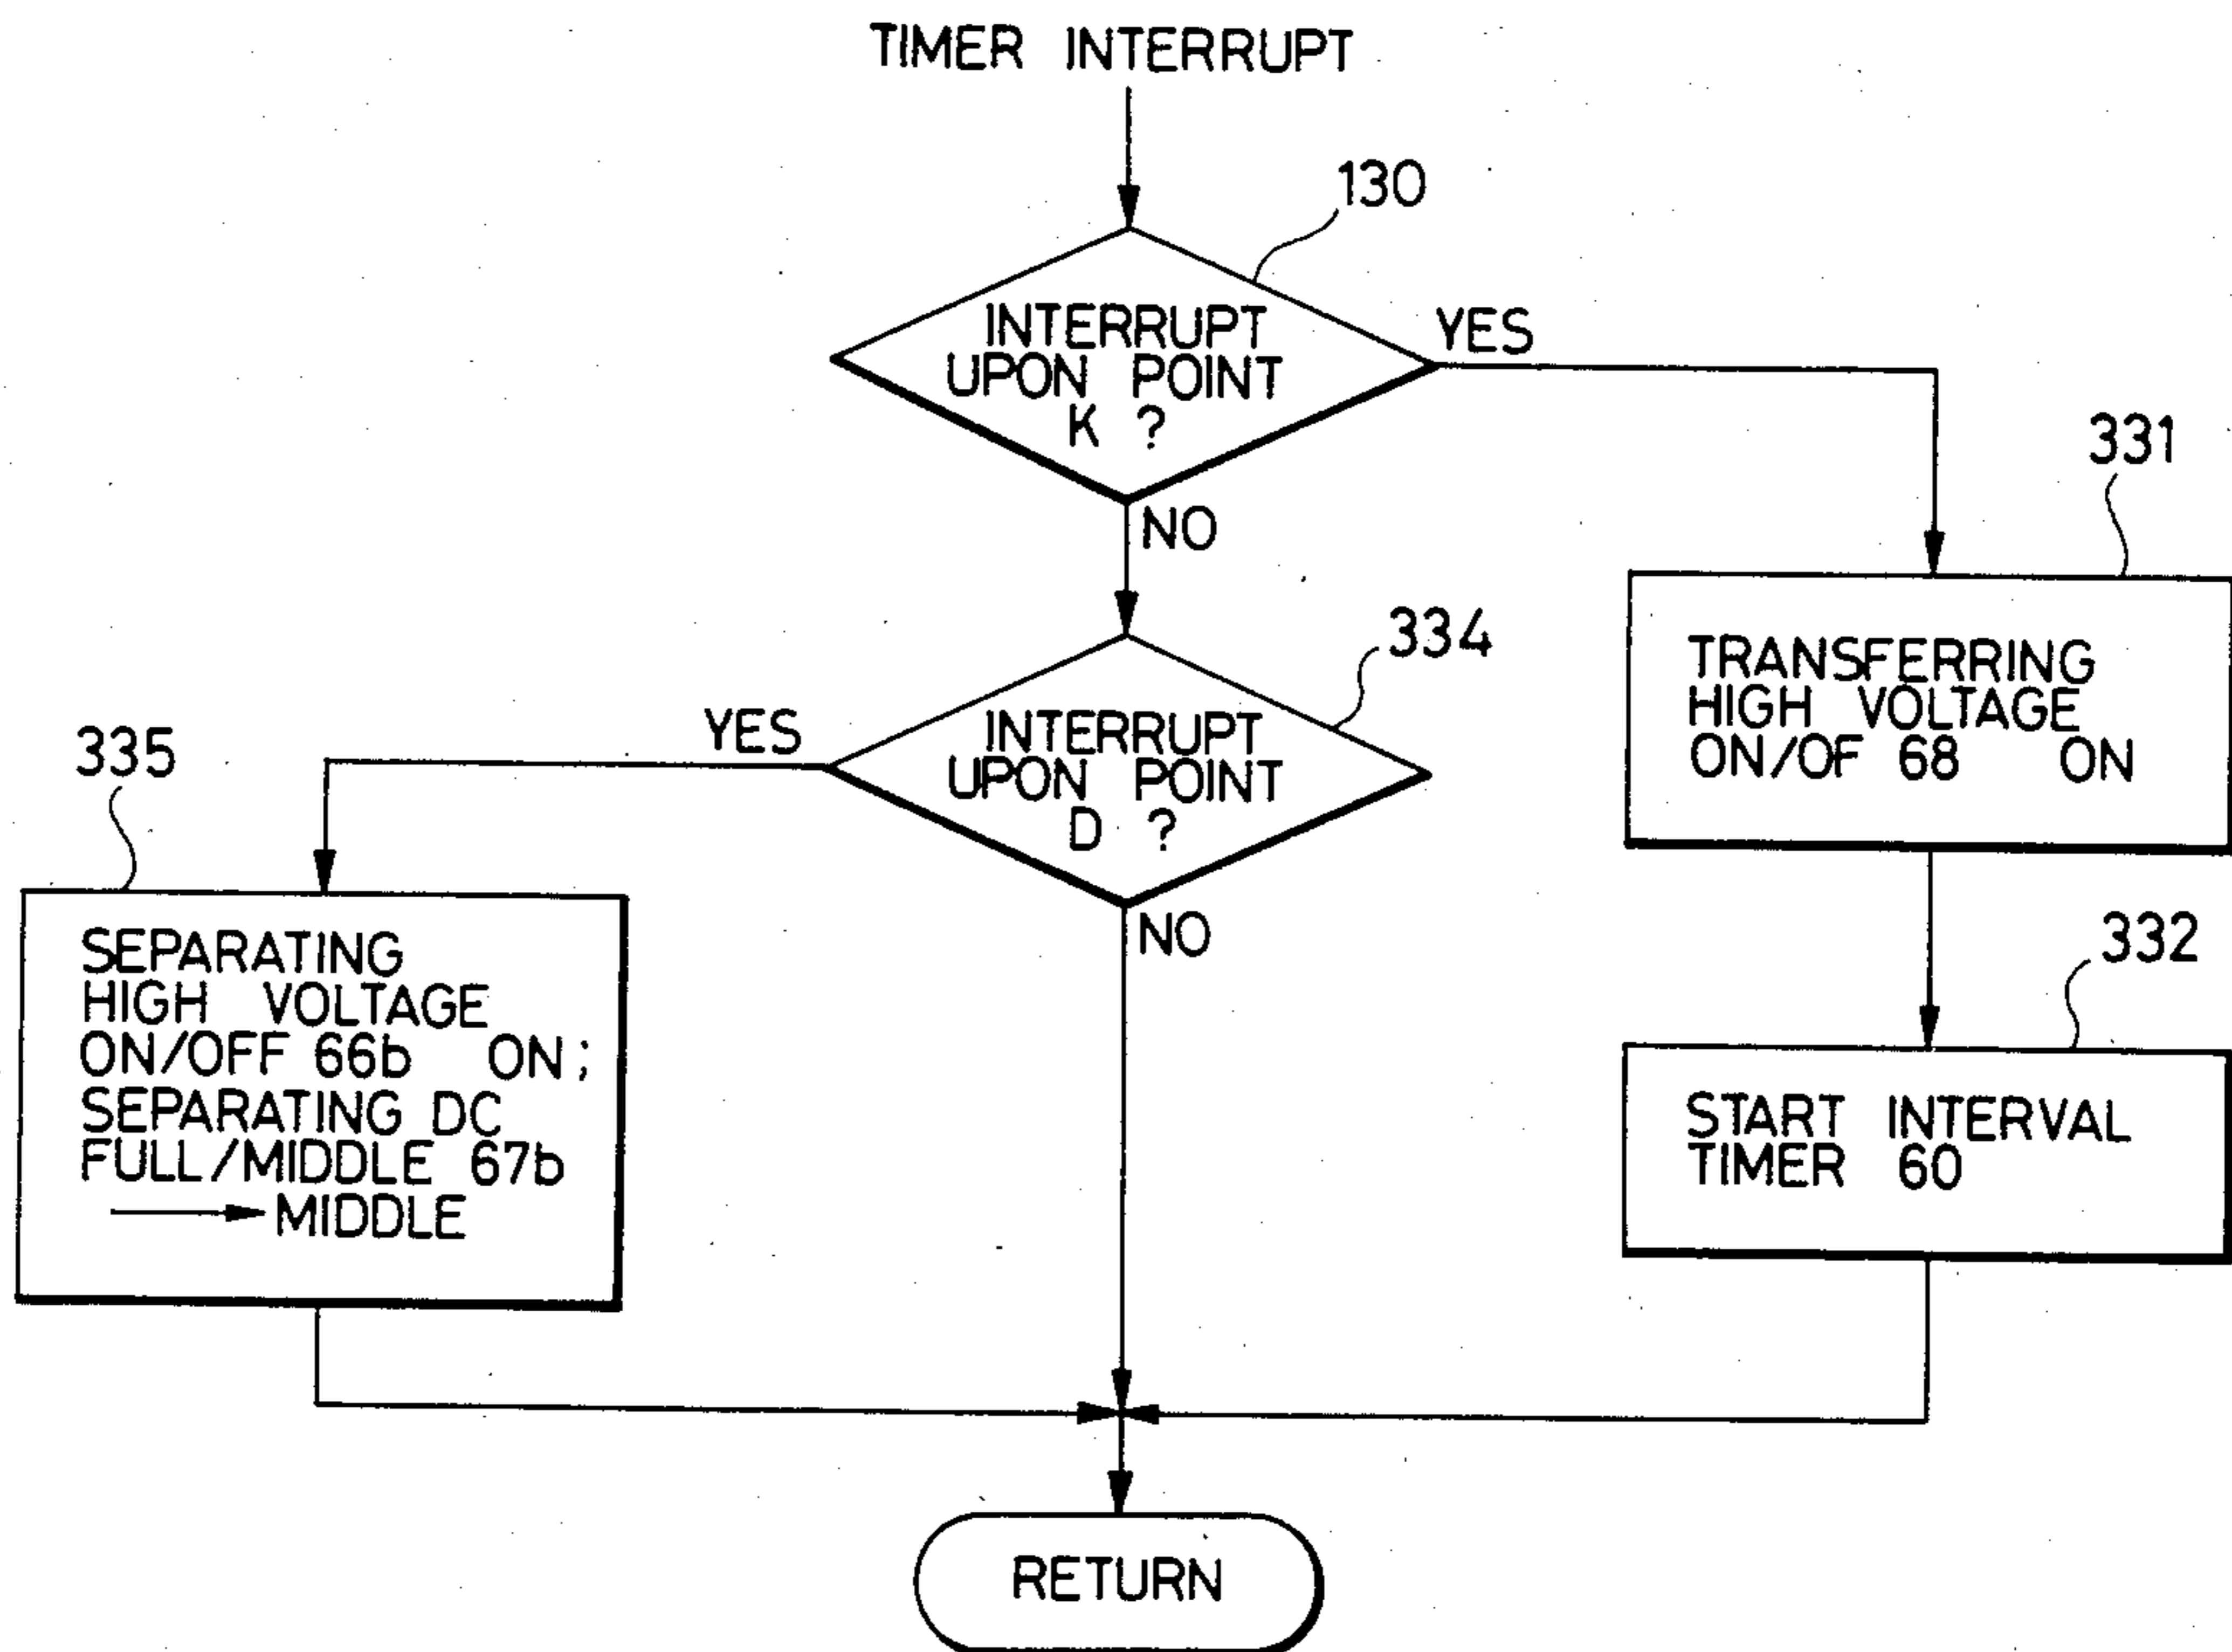 TIMER INTERRUPT
130
INTERRUPT
UPON POINT
K ?
YES
NO
331
TRANSFERRING
HIGH VOLTAGE
ON/OF 68 ON
334
INTERRUPT
UPON POINT
D ?
YES
NO
335
SEPARATING
HIGH VOLTAGE
ON/OFF 66b ON;
SEPARATING DC
FULL/MIDDLE 67b
→ MIDDLE
332
START INTERVAL
TIMER 60
RETURN